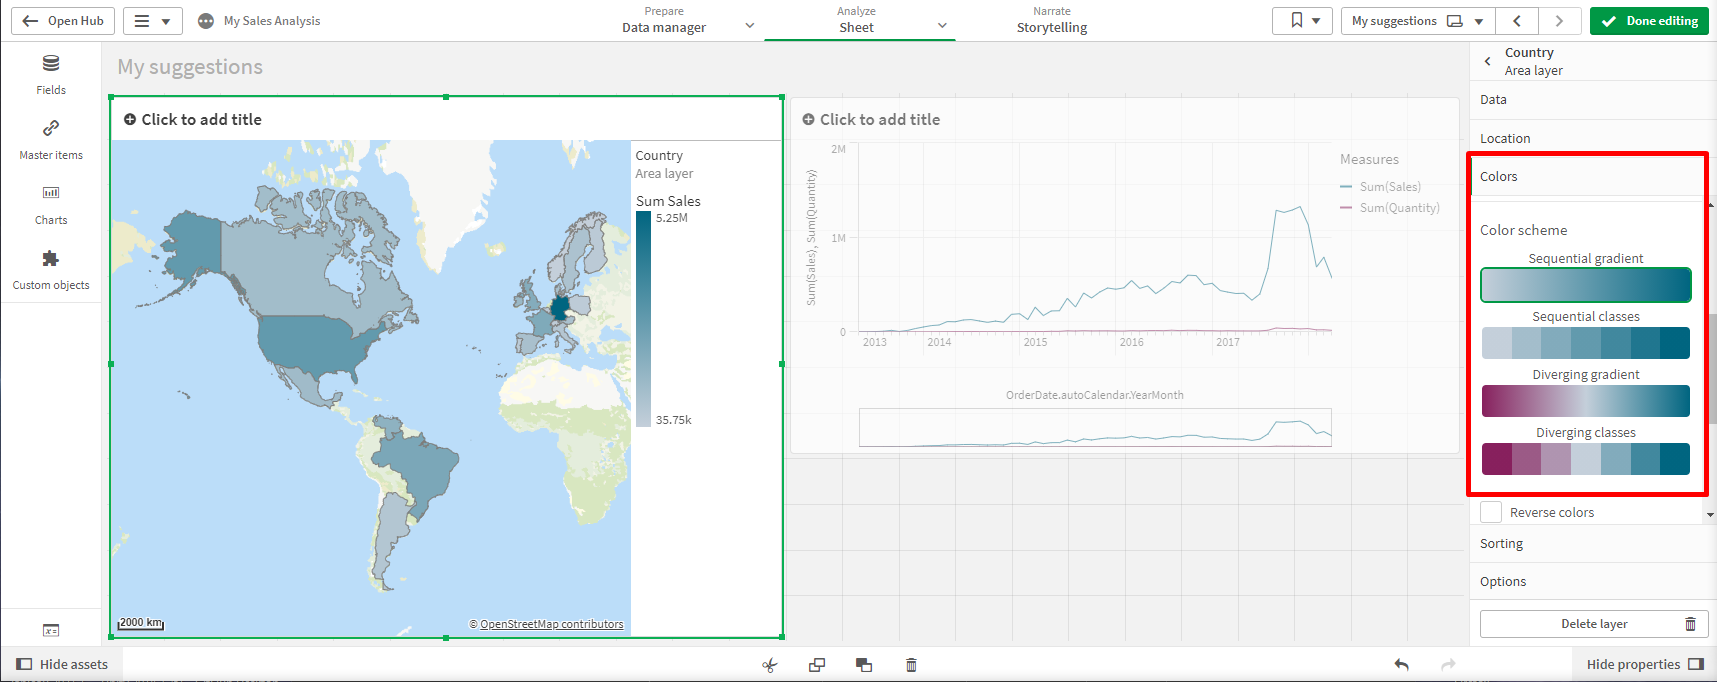 Open Hub
My Sales Analysis
Prepare
Data manager
Analyze
Sheet
Narrate
Storytelling
My suggestions
Done editing
Fields
Master items
Charts
Custom objects
My suggestions
Click to add title
Country
Area layer
Sum Sales
5.25M
35.75k
2000 km
© OpenStreetMap contributors
Click to add title
Sum(Sales), Sum(Quantity)
2M
1M
0
2013
2014
2015
2016
2017
OrderDate.autoCalendar.YearMonth
Measures
Sum(Sales)
Sum(Quantity)
Country
Area layer
Data
Location
Colors
Color scheme
Sequential gradient
Sequential classes
Diverging gradient
Diverging classes
Reverse colors
Sorting
Options
Delete layer
Hide assets
Hide properties